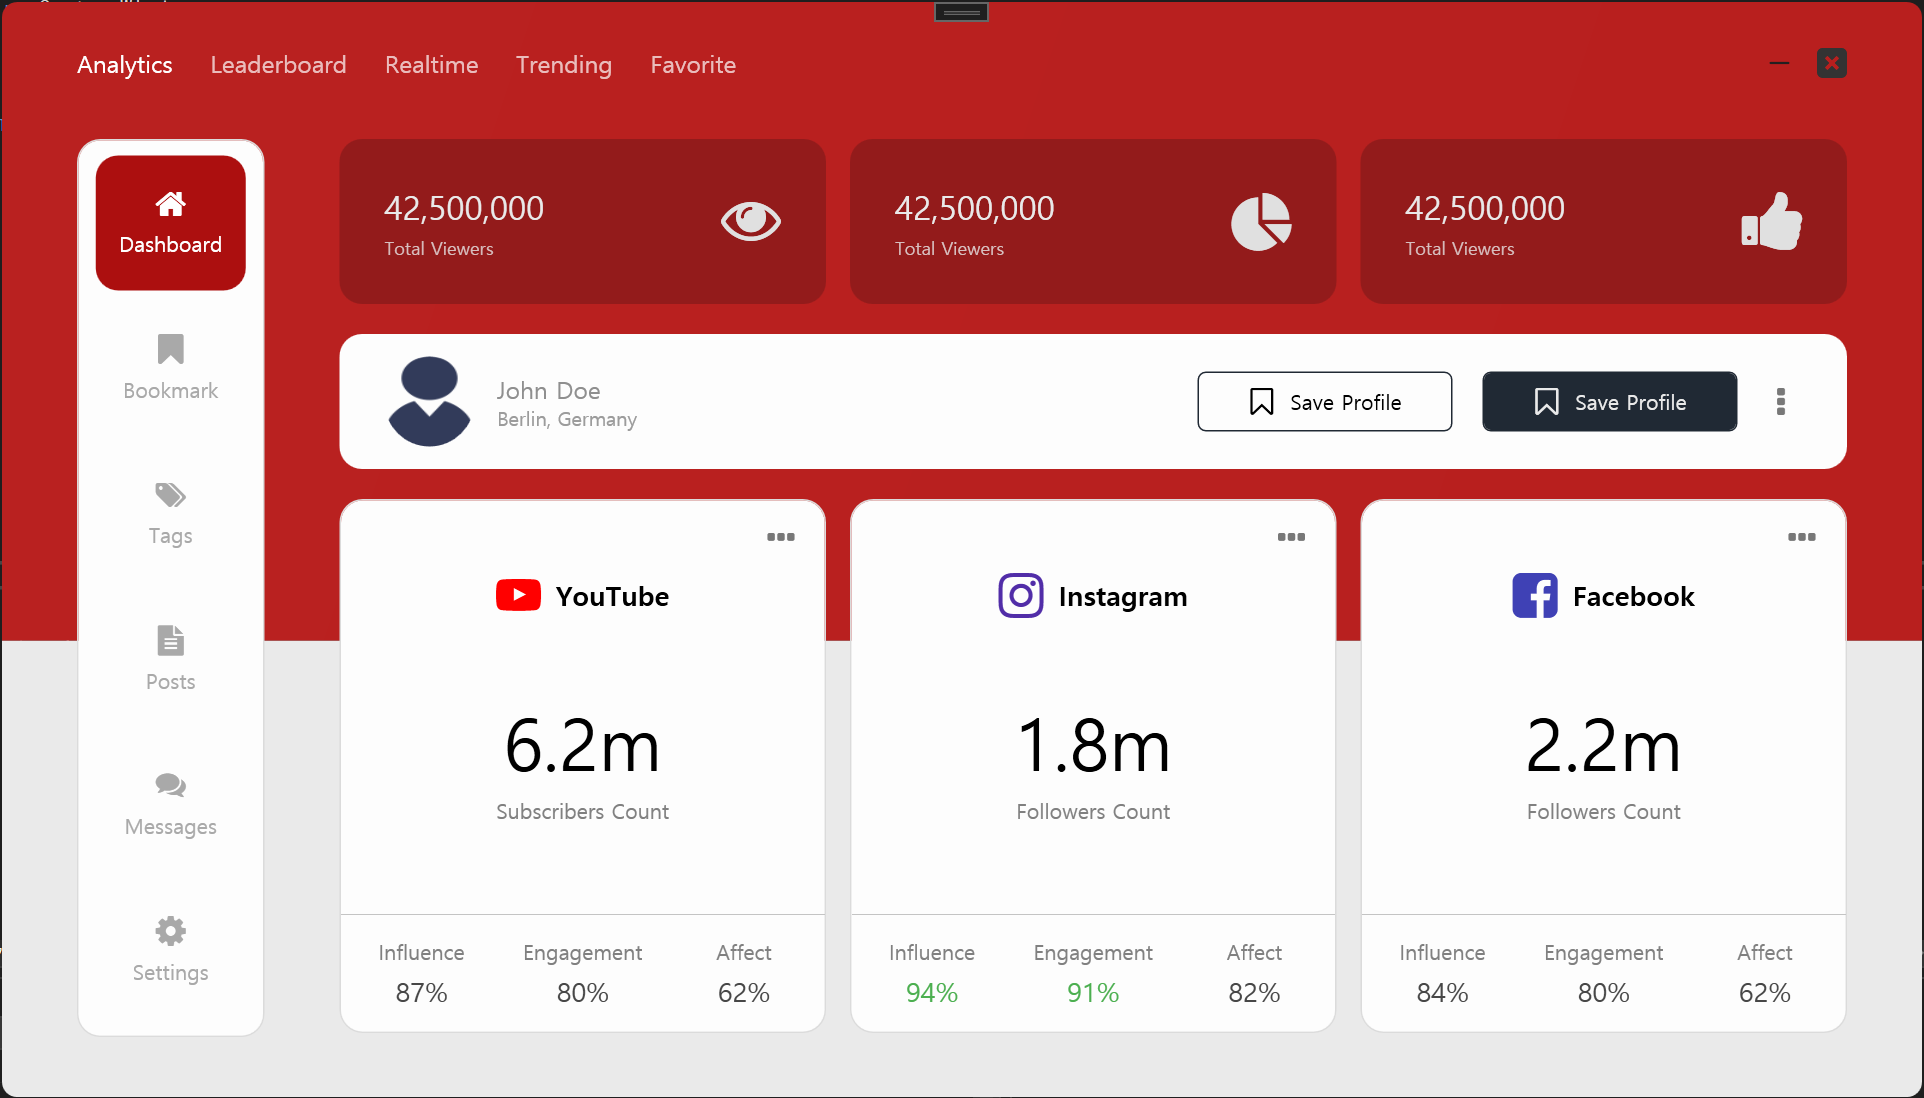 Analytics Leaderboard Realtime Trending Favorite
Dashboard
Bookmark
Tags
Posts
Messages
Settings
42,500,000
Total Viewers
42,500,000
Total Viewers
42,500,000
Total Viewers
John Doe
Berlin, Germany
Save Profile
Save Profile
YouTube
6.2m
Subscribers Count
Influence Engagement Affect
87% 80% 62%
Instagram
1.8m
Followers Count
Influence Engagement Affect
94% 91% 82%
Facebook
2.2m
Followers Count
Influence Engagement Affect
84% 80% 62%